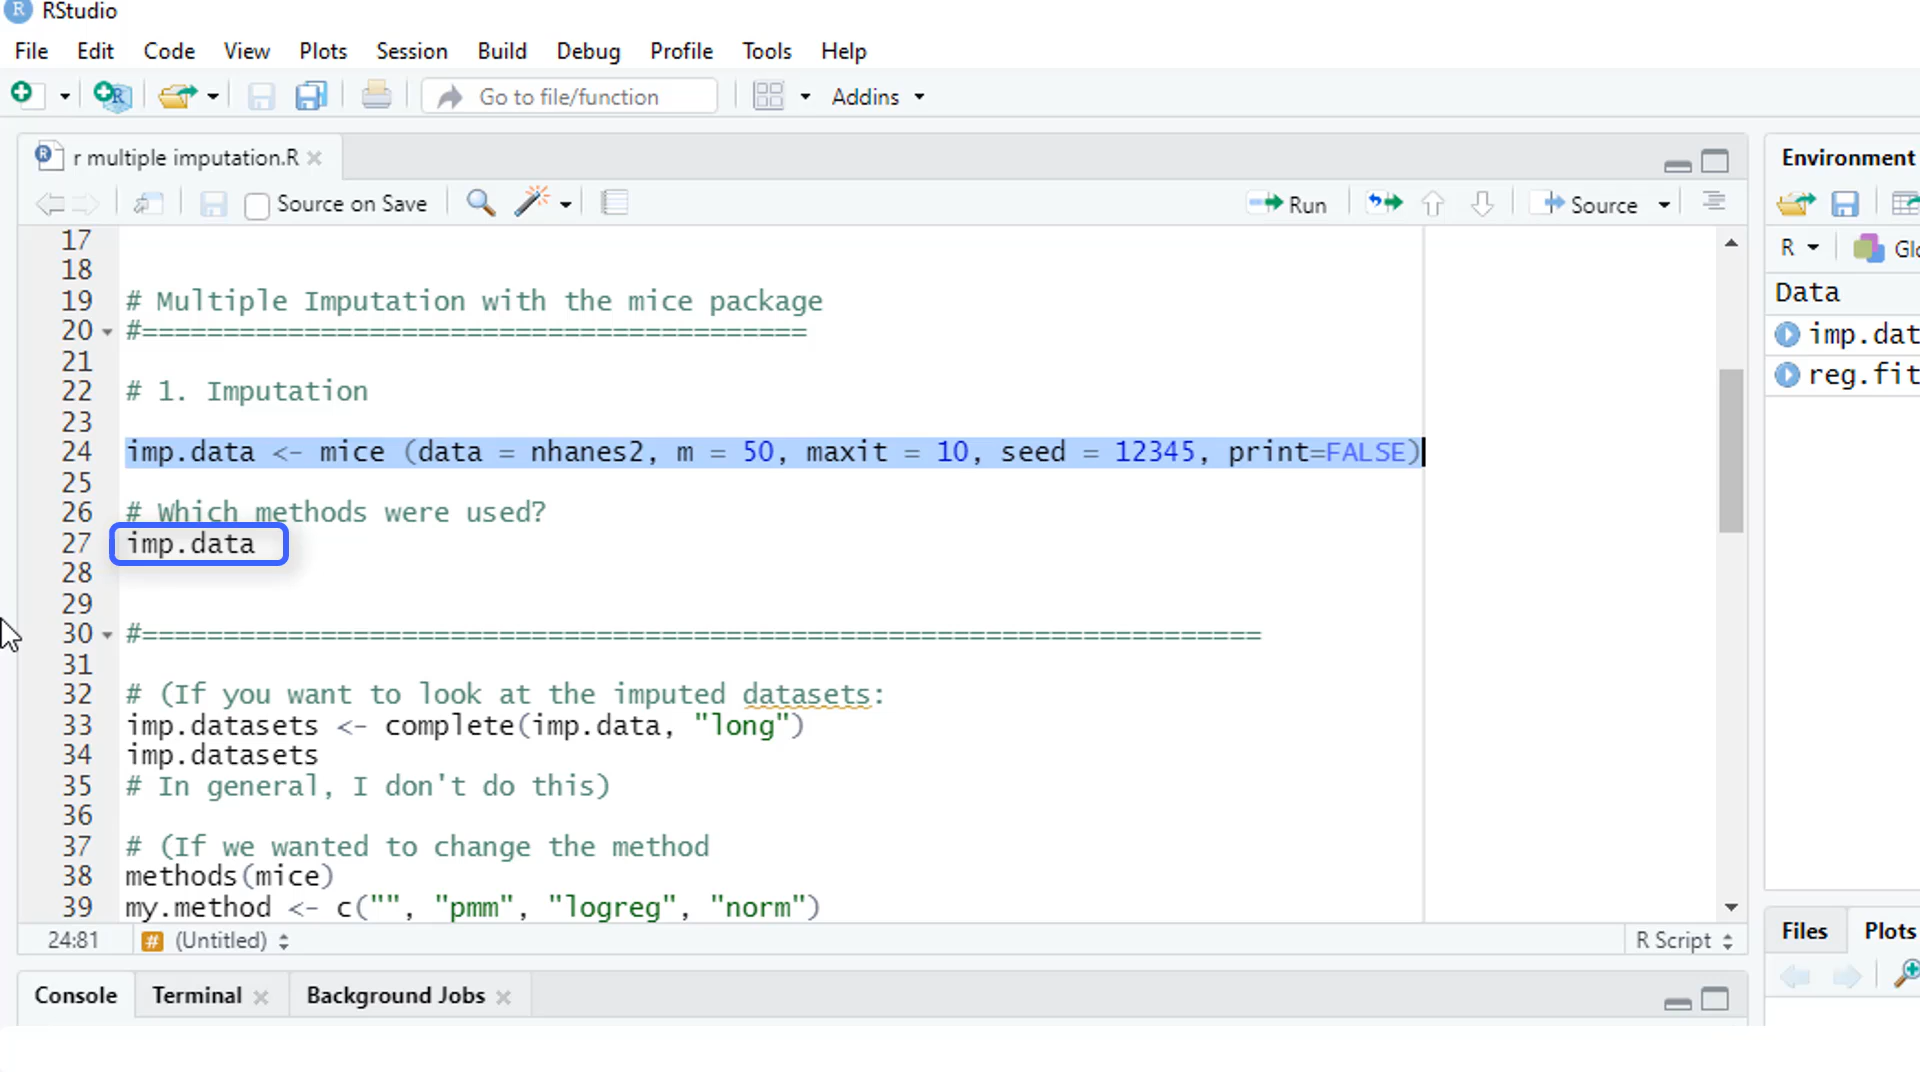 RStudio
File Edit Code View Plots Session Build Debug Profile Tools Help
Go to file/function Addins
r multiple imputation.R
Source on Save Run Source
17
18
19 # Multiple Imputation with the mice package
20 #=========================================
21
22 # 1. Imputation
23
24 imp.data <- mice (data = nhanes2, m = 50, maxit = 10, seed = 12345, print=FALSE)
25
26 # Which methods were used?
27 imp.data
28
29
30 #=====================================================================
31
32 # (If you want to look at the imputed datasets:
33 imp.datasets <- complete(imp.data, "long")
34 imp.datasets
35 # In general, I don't do this)
36
37 # (If we wanted to change the method
38 methods(mice)
39 my.method <- c("", "pmm", "logreg", "norm")
24:81 # (Untitled) R Script
Console Terminal Background Jobs
Environment
R Glo
Data
imp.dat
reg.fit
Files Plots